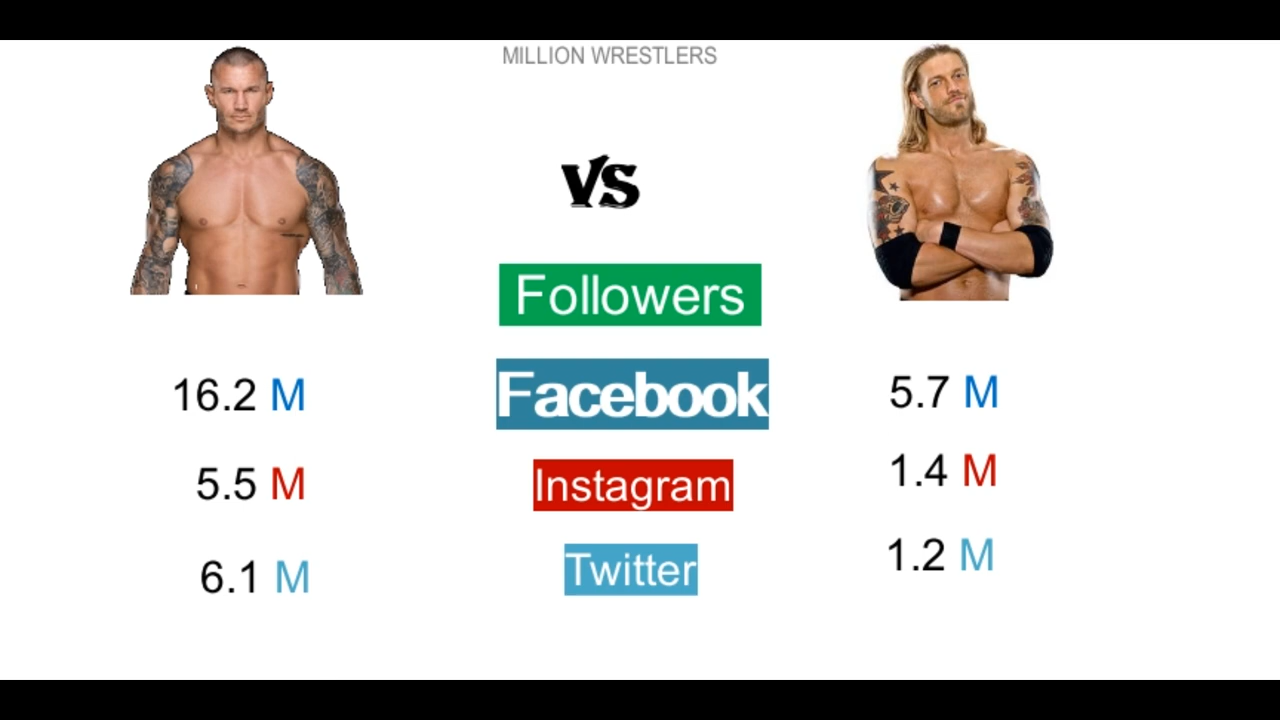 MILLION WRESTLERS
VS
Followers
16.2 M Facebook 5.7 M
5.5 M Instagram 1.4 M
6.1 M Twitter 1.2 M